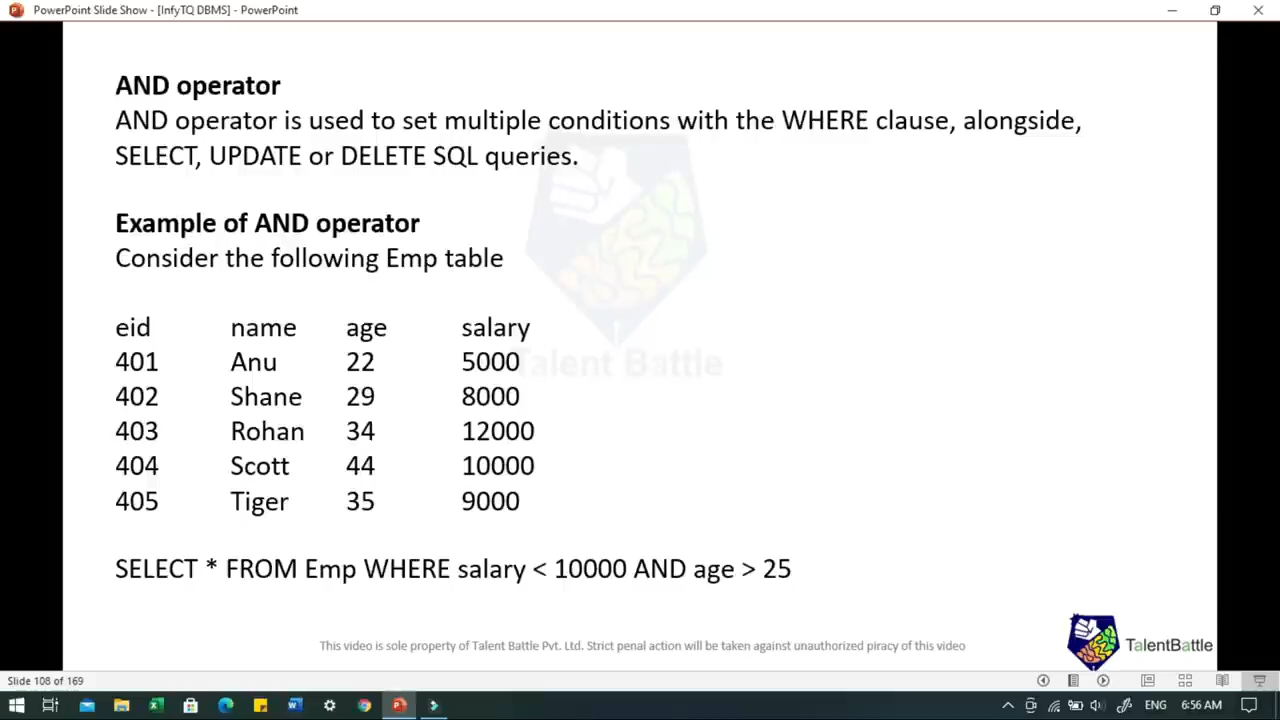 PowerPoint Slide Show - [InfyTQ DBMS] - PowerPoint
AND operator
AND operator is used to set multiple conditions with the WHERE clause, alongside,
SELECT, UPDATE or DELETE SQL queries.
Example of AND operator
Consider the following Emp table
eid name age salary
401 Anu 22 5000
402 Shane 29 8000
403 Rohan 34 12000
404 Scott 44 10000
405 Tiger 35 9000
Talent Battle
SELECT * FROM Emp WHERE salary < 10000 AND age > 25
This video is sole property of Talent Battle Pvt. Ltd. Strict penal action will be taken against unauthorized piracy of this video
TalentBattle
Slide 108 of 169
ENG 6:56 AM